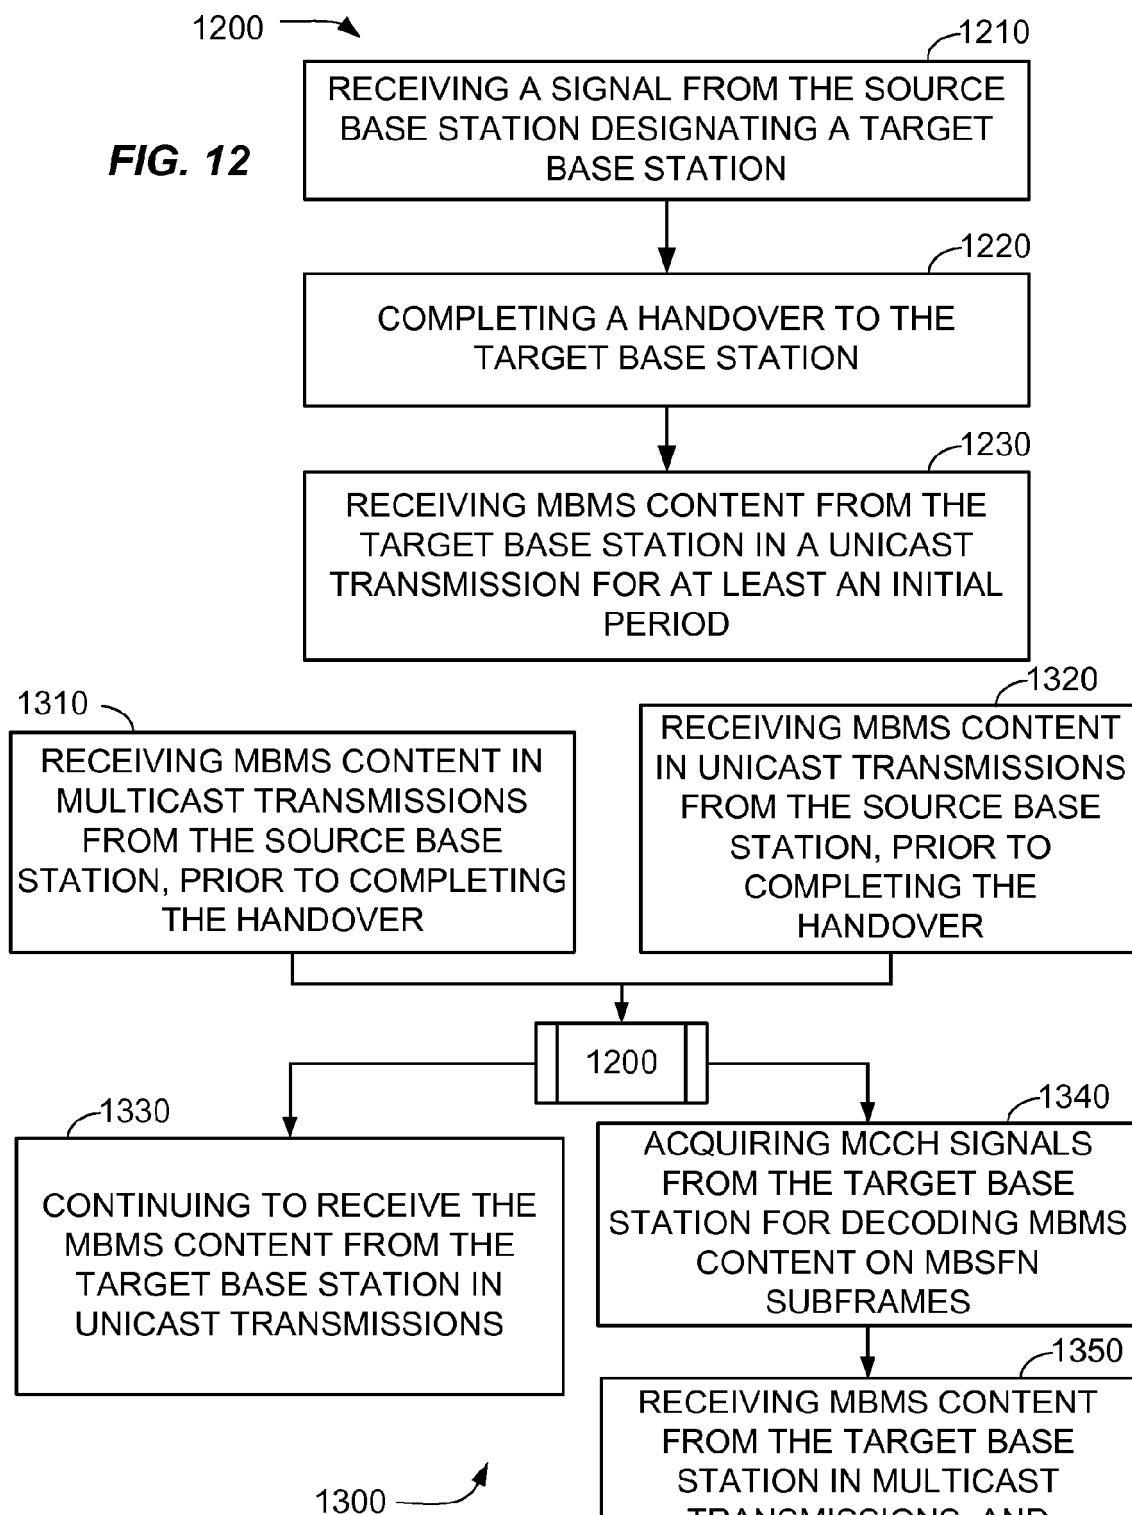 1200
1210
RECEIVING A SIGNAL FROM THE SOURCE
BASE STATION DESIGNATING A TARGET
BASE STATION
FIG. 12
1220
COMPLETING A HANDOVER TO THE
TARGET BASE STATION
1230
RECEIVING MBMS CONTENT FROM THE
TARGET BASE STATION IN A UNICAST
TRANSMISSION FOR AT LEAST AN INITIAL
PERIOD
1310
RECEIVING MBMS CONTENT IN
MULTICAST TRANSMISSIONS
FROM THE SOURCE BASE
STATION, PRIOR TO COMPLETING
THE HANDOVER
1320
RECEIVING MBMS CONTENT
IN UNICAST TRANSMISSIONS
FROM THE SOURCE BASE
STATION, PRIOR TO
COMPLETING THE
HANDOVER
1200
1330
CONTINUING TO RECEIVE THE
MBMS CONTENT FROM THE
TARGET BASE STATION IN
UNICAST TRANSMISSIONS
1340
ACQUIRING MCCH SIGNALS
FROM THE TARGET BASE
STATION FOR DECODING MBMS
CONTENT ON MBSFN
SUBFRAMES
1350
RECEIVING MBMS CONTENT
FROM THE TARGET BASE
STATION IN MULTICAST
TRANSMISSIONS, AND
1300